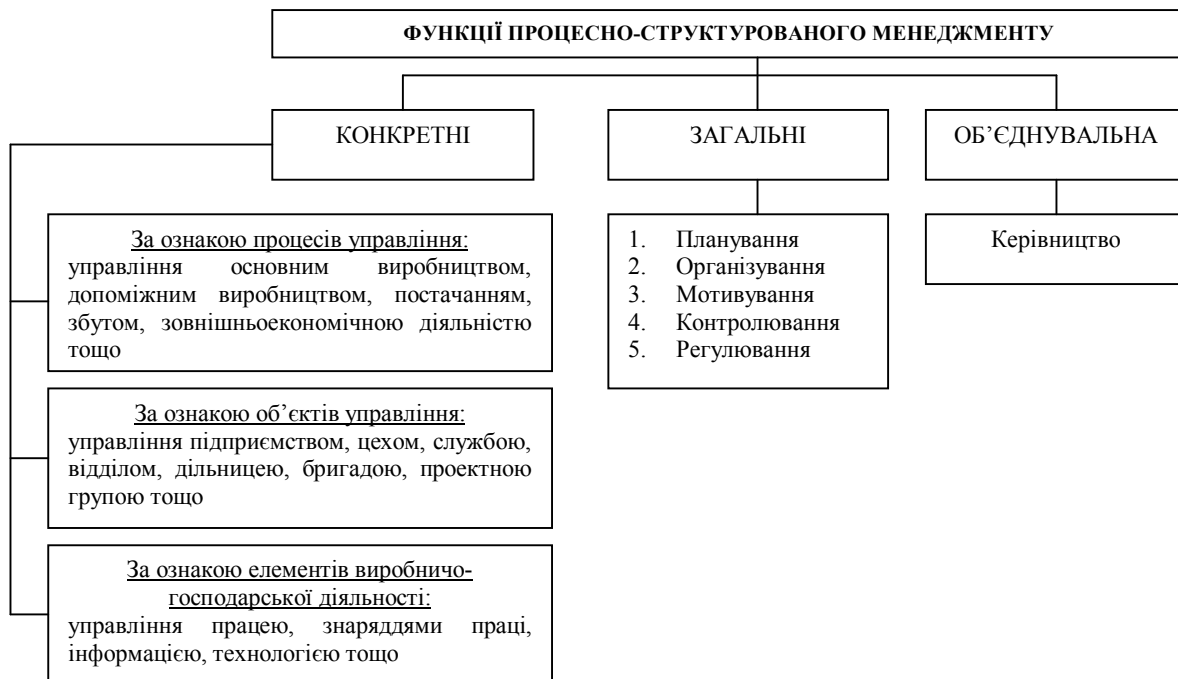 ФУНКЦІЇ ПРОЦЕСНО-СТРУКТУРОВАНОГО МЕНЕДЖМЕНТУ
КОНКРЕТНІ
ЗАГАЛЬНІ
ОБ’ЄДНУВАЛЬНА
За ознакою процесів управління:
управління основним виробництвом,
допоміжним виробництвом, постачанням,
збутом, зовнішньоекономічною діяльністю
тощо
За ознакою об’єктів управління:
управління підприємством, цехом, службою,
відділом, дільницею, бригадою, проектною
групою тощо
За ознакою елементів виробничо-
господарської діяльності:
управління працею, знаряддями праці,
інформацією, технологією тощо
1. Планування
2. Організування
3. Мотивування
4. Контролювання
5. Регулювання
Керівництво